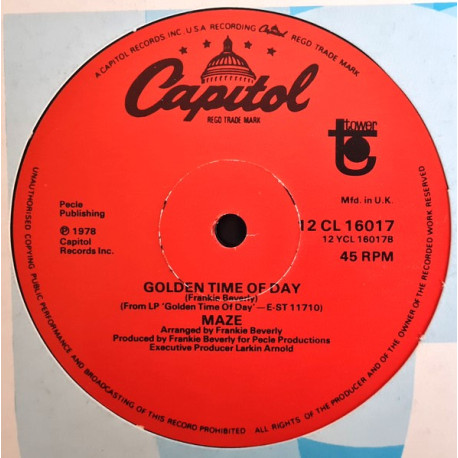 A CAPITOL RECORDS, INC. U.S.A RECORDING Capitol REGD TRADE MARK
Capitol
REGD TRADE MARK
tower
t
Pecie
Publishing
℗ 1978
Capitol
Records Inc.
Mfd. in U.K.
12 CL 16017
12 YCL 16017B
45 RPM
GOLDEN TIME OF DAY
(Frankie Beverly)
(From LP 'Golden Time Of Day'—E-ST 11710)
MAZE
Arranged by Frankie Beverly
Produced by Frankie Beverly for Pecie Productions
Executive Producer Larkin Arnold
UNAUTHORISED COPYING PUBLIC PERFORMANCE AND BROADCASTING OF THIS RECORD PROHIBITED ALL RIGHTS OF THE PRODUCER AND OF THE OWNER OF THE RECORDED WORK RESERVED